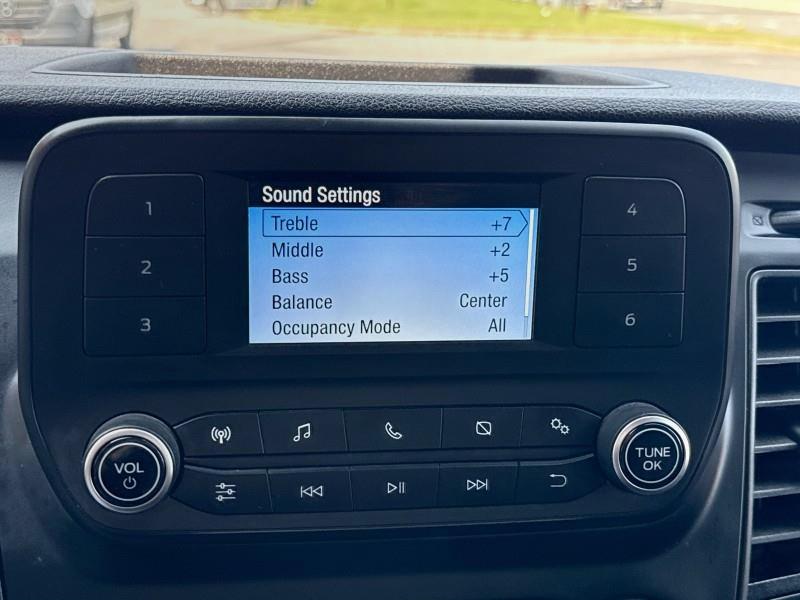 Sound Settings
Treble +7
Middle +2
Bass +5
Balance Center
Occupancy Mode All
1
2
3
4
5
6
VOL
TUNE
OK